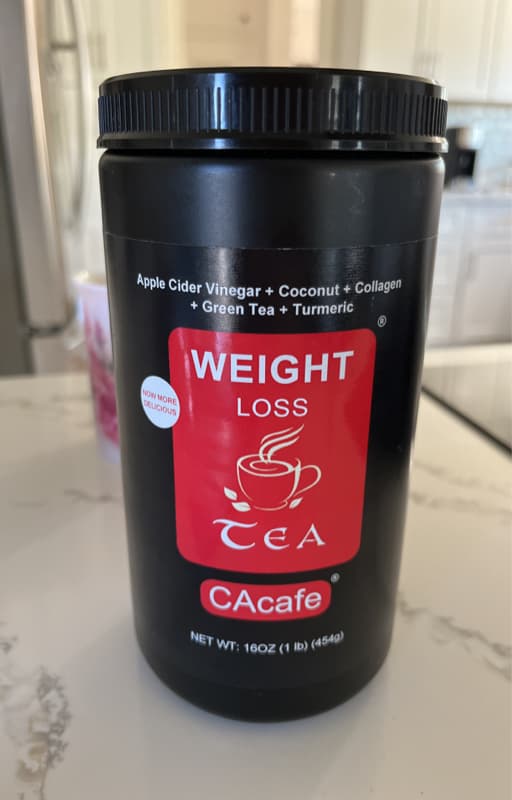 Apple Cider Vinegar + Coconut + Collagen
+ Green Tea + Turmeric
®
WEIGHT
LOSS
NOW MORE
DELICIOUS
TEA
®
CAcafe
NET WT: 16OZ (1 lb) (454g)